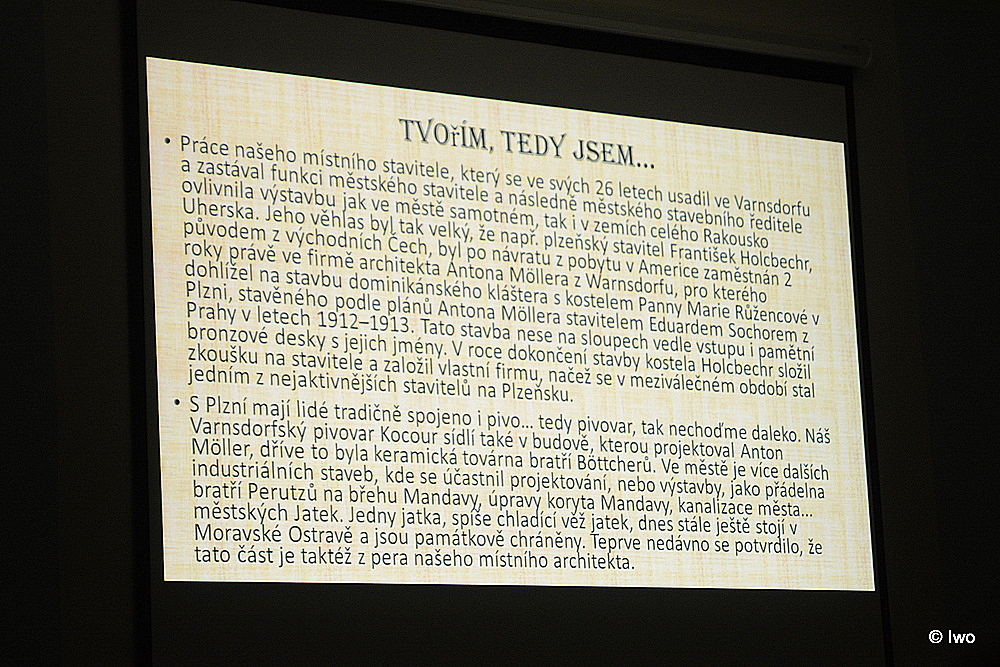 TVOřÍM, TEDY JSEM...
• Práce našeho místního stavitele, který se ve svých 26 letech usadil ve Varnsdorfu
a zastával funkci městského stavitele a následně městského stavebního ředitele
ovlivnila výstavbu jak ve městě samotném, tak i v zemích celého Rakousko
Uherska. Jeho věhlas byl tak velký, že např. plzeňský stavitel František Holcbechr,
původem z východních Čech, byl po návratu z pobytu v Americe zaměstnán 2
roky právě ve firmě architekta Antona Möllera z Warnsdorfu, pro kterého
dohlížel na stavbu dominikánského kláštera s kostelem Panny Marie Růžencové v
Plzni, stavěného podle plánů Antona Möllera stavitelem Eduardem Sochorem z
Prahy v letech 1912–1913. Tato stavba nese na sloupech vedle vstupu i pamětní
bronzové desky s jejich jmény. V roce dokončení stavby kostela Holcbechr složil
zkoušku na stavitele a založil vlastní firmu, načež se v meziválečném období stal
jedním z nejaktivnějších stavitelů na Plzeňsku.
• S Plzní mají lidé tradičně spojeno i pivo... tedy pivovar, tak nechoďme daleko. Náš
Varnsdorfský pivovar Kocour sídlí také v budově, kterou projektoval Anton
Möller, dříve to byla keramická továrna bratří Böttcherů. Ve městě je více dalších
industriálních staveb, kde se účastnil projektování, nebo výstavby, jako přádelna
bratří Perutzů na břehu Mandavy, úpravy koryta Mandavy, kanalizace města...
městských Jatek. Jedny jatka, spíše chladící věž jatek, dnes stále ještě stojí v
Moravské Ostravě a jsou památkově chráněny. Teprve nedávno se potvrdilo, že
tato část je taktéž z pera našeho místního architekta.
© lwo